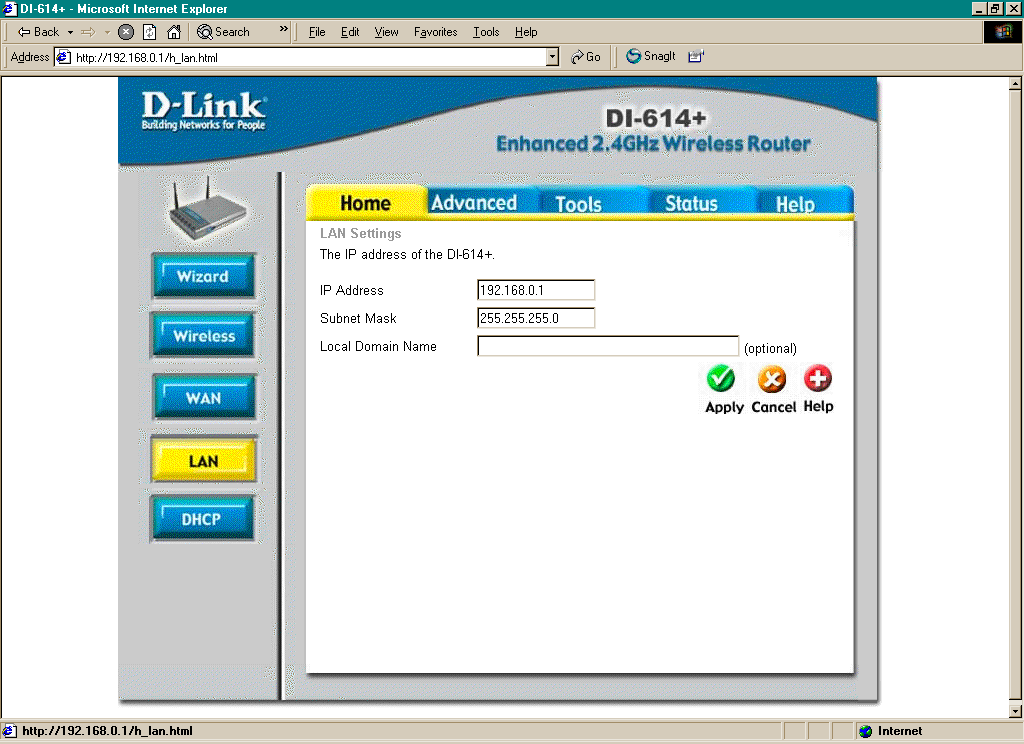 DI-614+ - Microsoft Internet Explorer
Back Search » File Edit View Favorites Tools Help
Address http://192.168.0.1/h_lan.html Go SnagIt
D-Link
Building Networks for People
DI-614+
Enhanced 2.4GHz Wireless Router
Home Advanced Tools Status Help
LAN Settings
The IP address of the DI-614+.
Wizard
IP Address 192.168.0.1
Subnet Mask 255.255.255.0
Wireless
Local Domain Name (optional)
Apply Cancel Help
WAN
LAN
DHCP
http://192.168.0.1/h_lan.html Internet